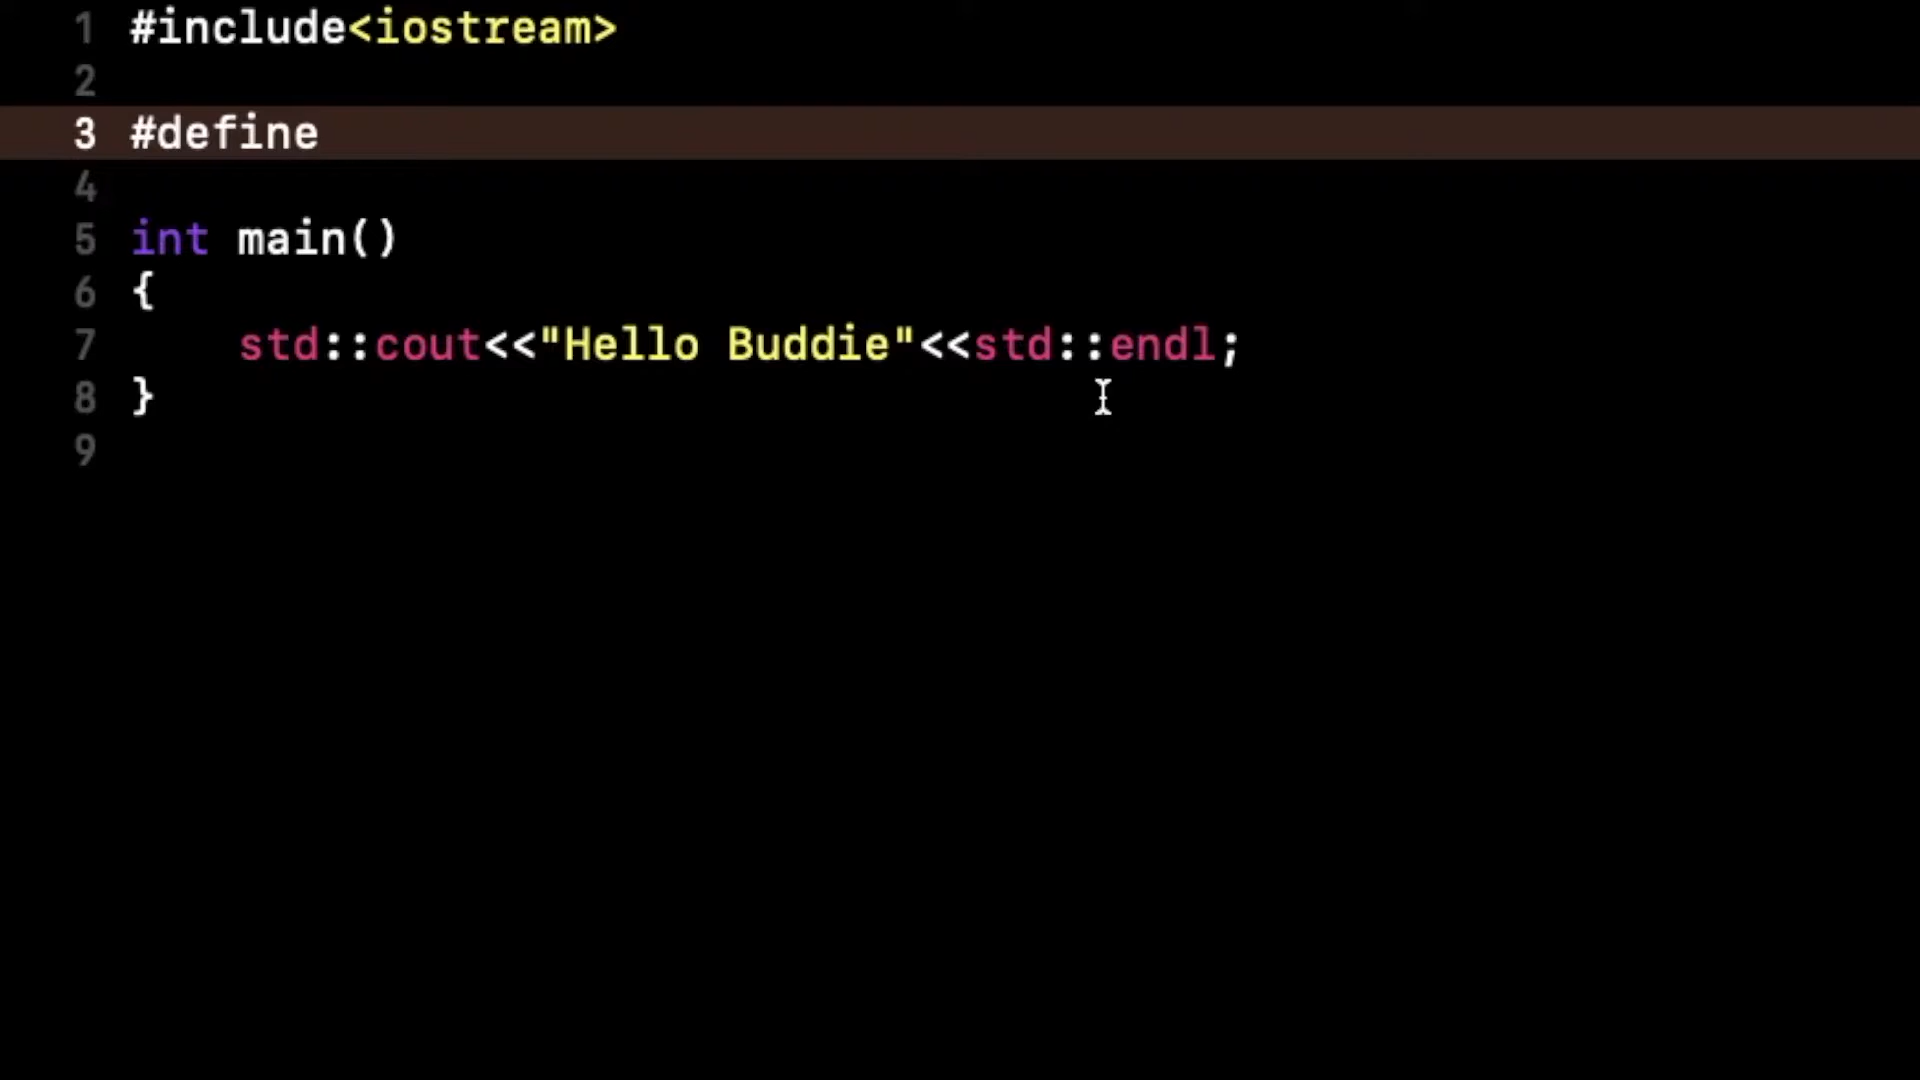 1 #include<iostream>
2
3 #define
4
5 int main()
6 {
7     std::cout<<"Hello Buddie"<<std::endl;
8 }
9